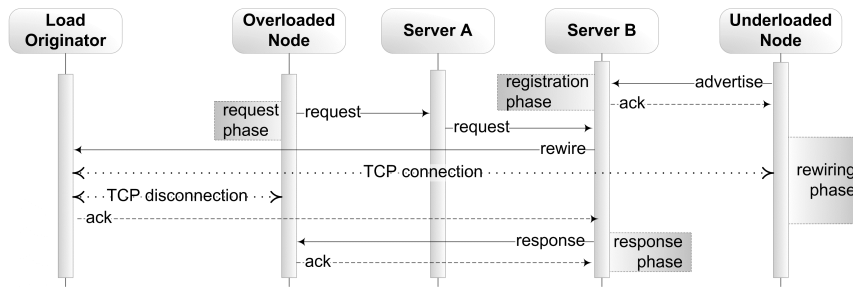 Load
Originator
Overloaded
Node
Server A
Server B
Underloaded
Node
registration
phase
advertise
ack
request
phase
request
request
rewire
TCP connection
rewiring
phase
TCP disconnection
ack
response
response
phase
ack